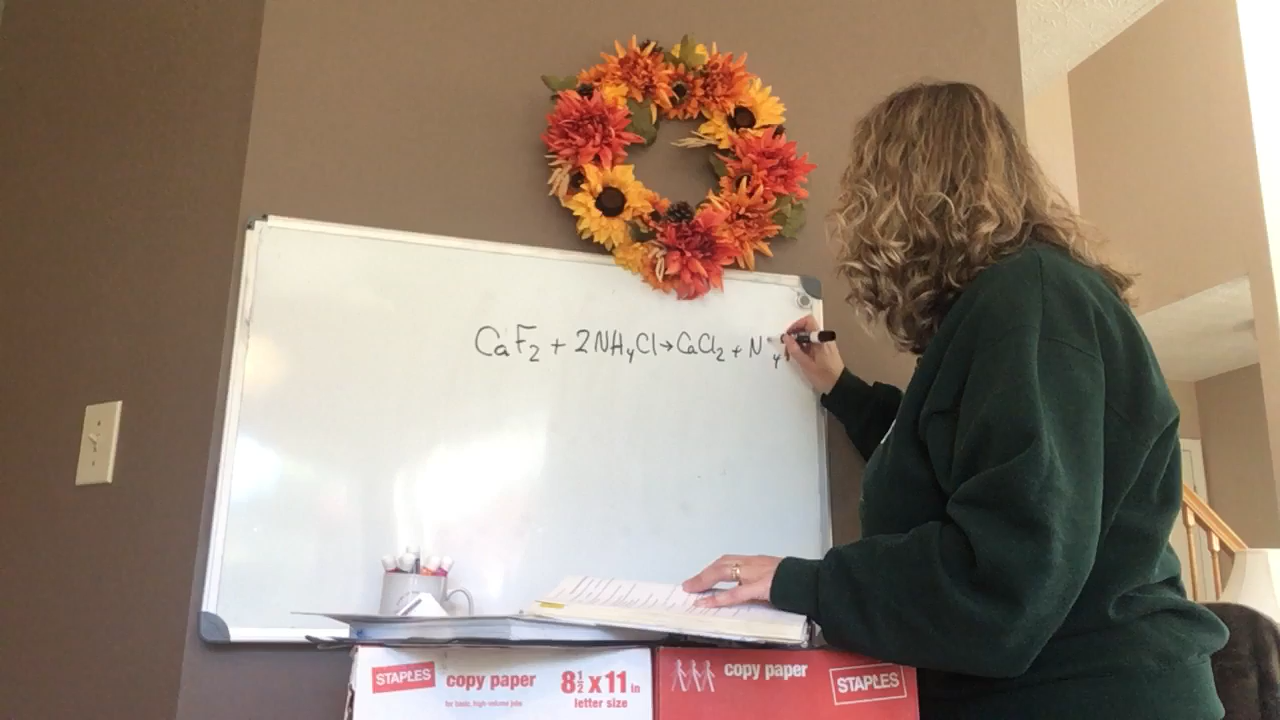 CaF₂ + 2NH₄Cl→CaCl₂ + N ₄
STAPLES copy paper 8½ x 11 in
for basic, high-volume jobs
letter size
copy paper STAPLES